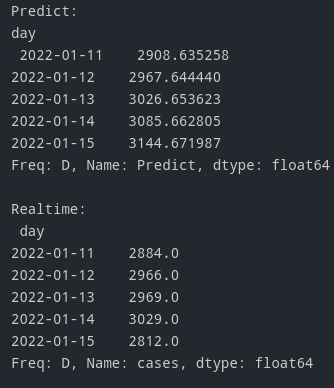 Predict:
day
 2022-01-11    2908.635258
2022-01-12    2967.644440
2022-01-13    3026.653623
2022-01-14    3085.662805
2022-01-15    3144.671987
Freq: D, Name: Predict, dtype: float64

Realtime:
 day
2022-01-11    2884.0
2022-01-12    2966.0
2022-01-13    2969.0
2022-01-14    3029.0
2022-01-15    2812.0
Freq: D, Name: cases, dtype: float64